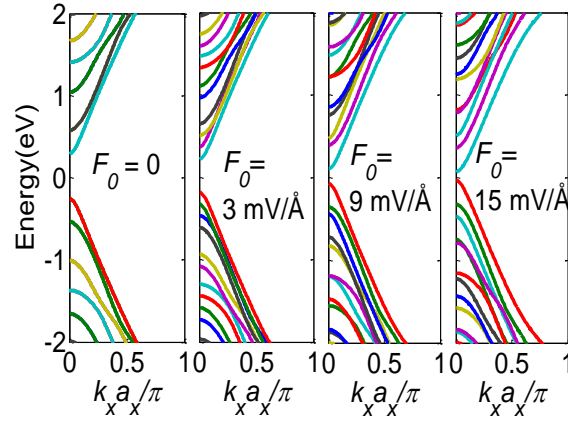 2
1
0
-1
-2
Energy(eV)
F0 = 0
F0=
3 mV/Å
F0=
9 mV/Å
F0=
15 mV/Å
0 0.5 10 0.5 10 0.5 10 0.5 1
kxax/π kxax/π kxax/π kxax/π